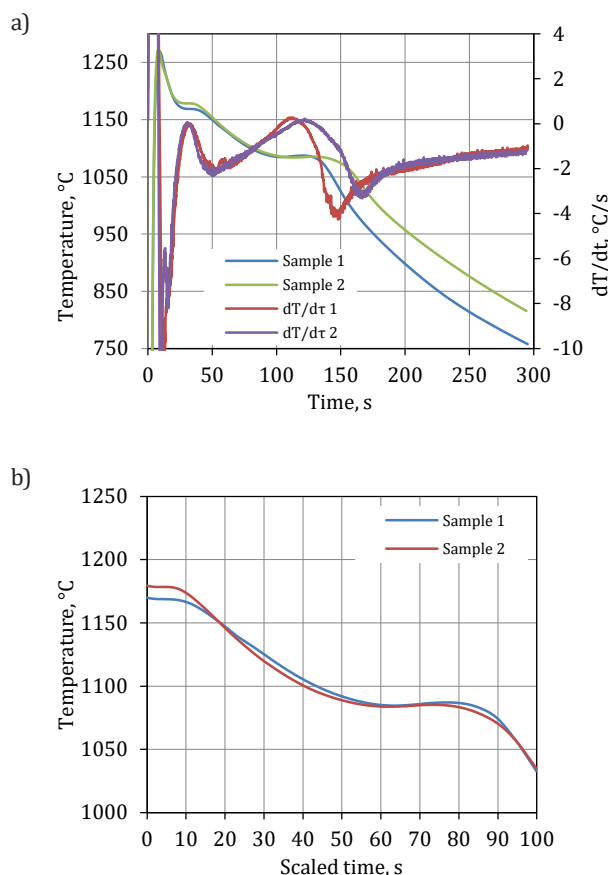 a)
Temperature, °C
1250
1150
1050
950
850
750
4
2
0
-2
-4
-6
-8
-10
dT/dt, °C/s
Sample 1
Sample 2
dT/dτ 1
dT/dτ 2
0 50 100 150 200 250 300
Time, s
b)
Temperature, °C
1250
1200
1150
1100
1050
1000
Sample 1
Sample 2
0 10 20 30 40 50 60 70 80 90 100
Scaled time, s